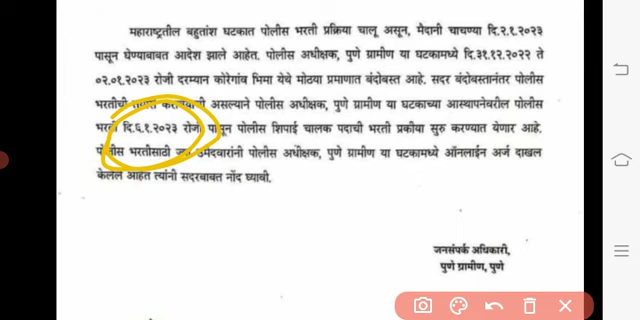 महाराष्ट्रातील बहुतांश घटकात पोलीस भरती प्रक्रिया चालू असून, मैदानी चाचण्या दि.२.१.२०२३
पासून घेण्याबाबत आदेश झाले आहेत. पोलीस अधीक्षक, पुणे ग्रामीण या घटकामध्ये दि.३१.१२.२०२२ ते
०२.०१.२०२३ रोजी दरम्यान कोरेगांव भिमा येथे मोठया प्रमाणात बंदोबस्त आहे. सदर बंदोबस्तानंतर पोलीस
भरतीची असल्याने पोलीस अधीक्षक, पुणे ग्रामीण या घटकाच्या आस्थापनेवरील पोलीस
भरती दि.६.१.२०२३ रोजी पासून पोलीस शिपाई चालक पदाची भरती प्रकीया सुरु करण्यात येणार आहे.
पोलीस भरतीसाठी ज्या उमेदवारांनी पोलीस अधीक्षक, पुणे ग्रामीण या घटकामध्ये ऑनलाईन अर्ज दाखल
केलेले आहेत त्यांनी सदरबाबत नोंद घ्यावी.
जनसंपर्क अधिकारी,
पुणे ग्रामीण, पुणे